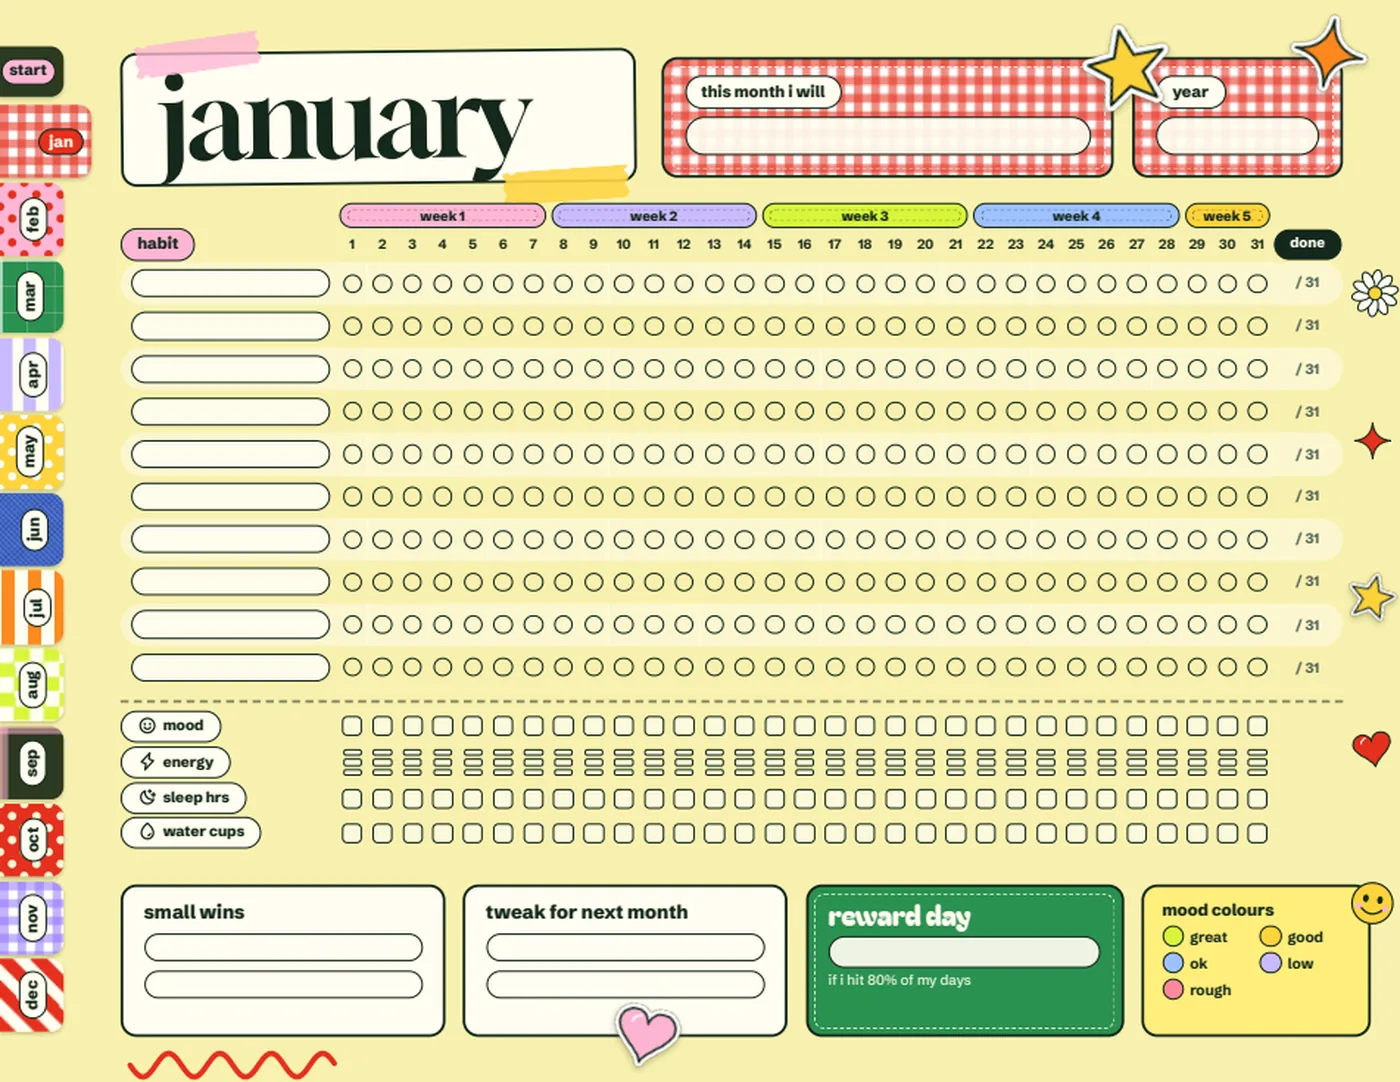 start
jan
feb
mar
apr
may
jun
jul
aug
sep
oct
nov
dec
january
this month i will
year
week 1 week 2 week 3 week 4 week 5
habit 1 2 3 4 5 6 7 8 9 10 11 12 13 14 15 16 17 18 19 20 21 22 23 24 25 26 27 28 29 30 31 done
/ 31
/ 31
/ 31
/ 31
/ 31
/ 31
/ 31
/ 31
/ 31
/ 31
mood
energy
sleep hrs
water cups
small wins
tweak for next month
reward day
if i hit 80% of my days
mood colours
great good
ok low
rough